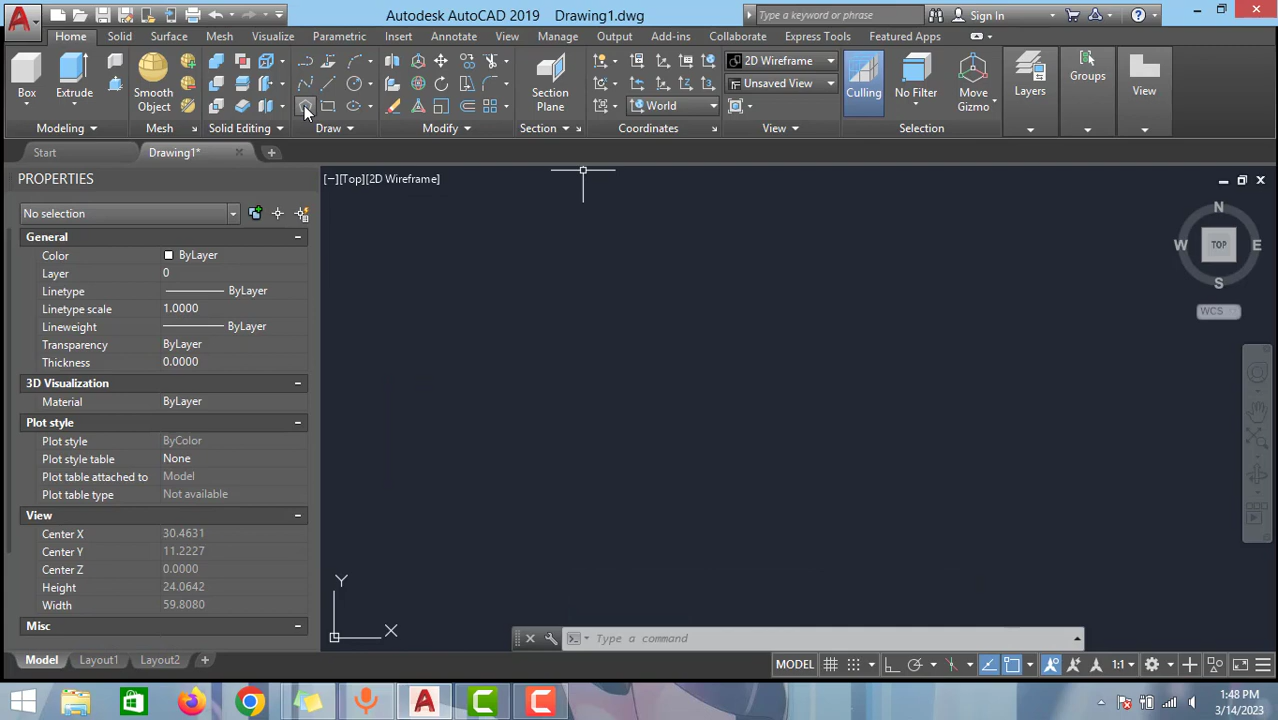 Autodesk AutoCAD 2019 Drawing1.dwg
Type a keyword or phrase
Sign In
Home Solid Surface Mesh Visualize Parametric Insert Annotate View Manage Output Add-ins Collaborate Express Tools Featured Apps
Box Extrude Smooth Object Section Plane 2D Wireframe Unsaved View World Culling No Filter Move Gizmo Layers Groups View
Modeling Mesh Solid Editing Draw Modify Section Coordinates View Selection
Start Drawing1*
PROPERTIES
[−][Top][2D Wireframe]
No selection
General
Color ByLayer
Layer 0
Linetype ByLayer
Linetype scale 1.0000
Lineweight ByLayer
Transparency ByLayer
Thickness 0.0000
3D Visualization
Material ByLayer
Plot style
Plot style ByColor
Plot style table None
Plot table attached to Model
Plot table type Not available
View
Center X 30.4631
Center Y 11.2227
Center Z 0.0000
Height 24.0642
Width 59.8080
Misc
N
W TOP E
S
WCS
Y
X
Type a command
Model Layout1 Layout2 +
MODEL 1:1
1:48 PM
3/14/2023